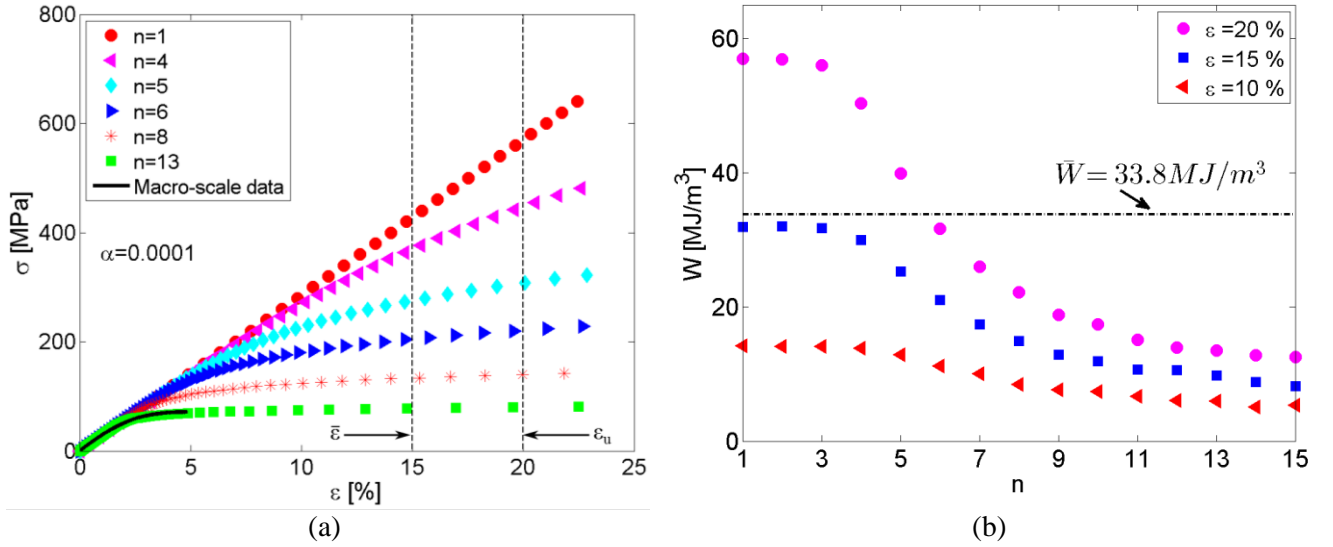 800
600
400
200
0
σ [MPa]
n=1
n=4
n=5
n=6
n=8
n=13
Macro-scale data
α=0.0001
ε̄
εᵤ
0 5 10 15 20 25
ε [%]
(a)
60
40
20
0
W [MJ/m³]
ε =20 %
ε =15 %
ε =10 %
W̄ = 33.8MJ/m³
1 3 5 7 9 11 13 15
n
(b)